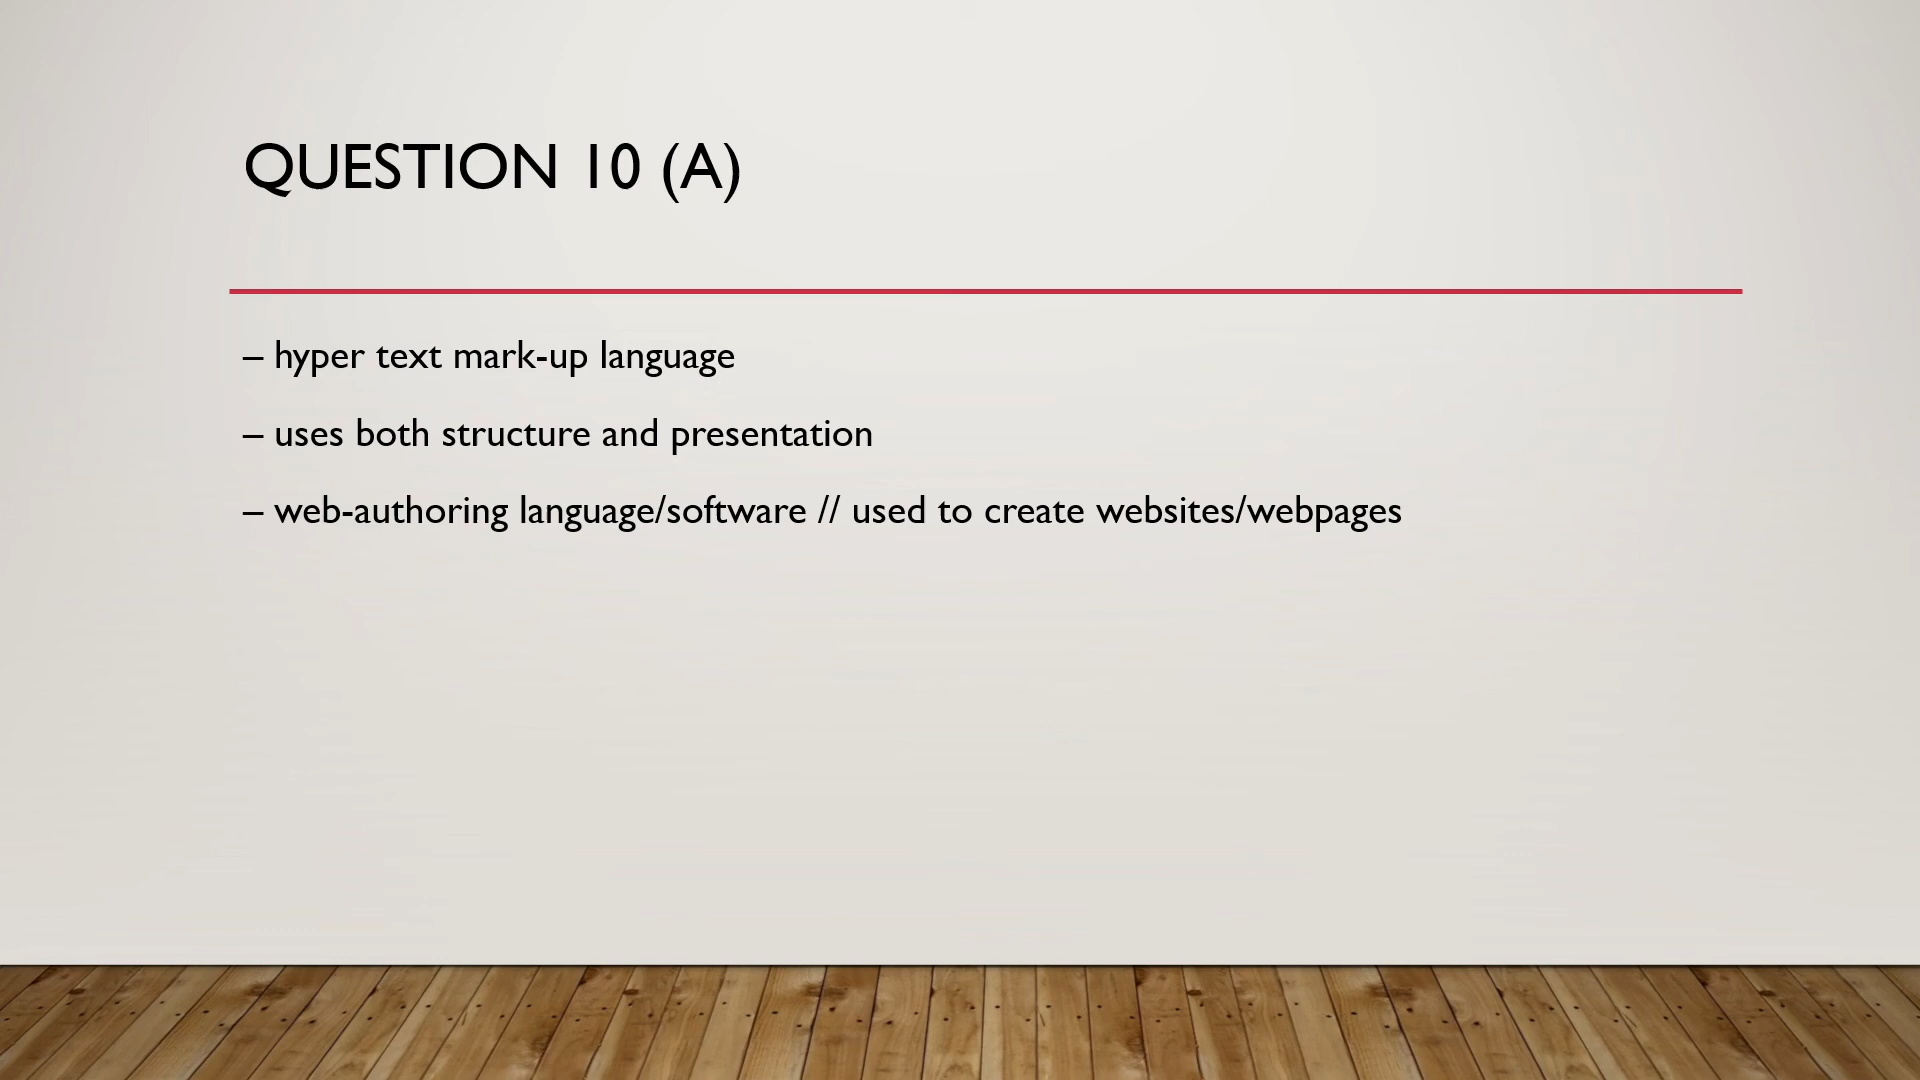 QUESTION 10 (A)
– hyper text mark-up language
– uses both structure and presentation
– web-authoring language/software // used to create websites/webpages